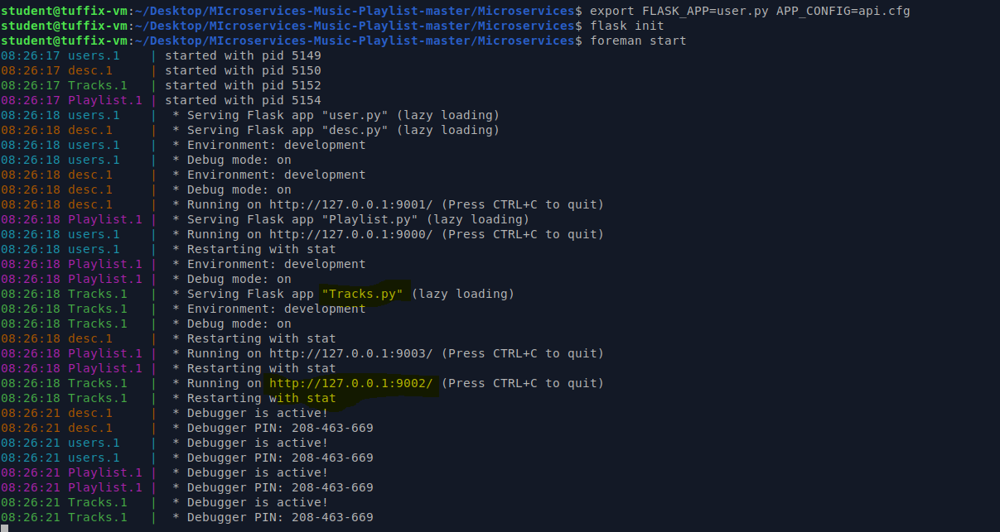 student@tuffix-vm:~/Desktop/MIcroservices-Music-Playlist-master/Microservices$ export FLASK_APP=user.py APP_CONFIG=api.cfg
student@tuffix-vm:~/Desktop/MIcroservices-Music-Playlist-master/Microservices$ flask init
student@tuffix-vm:~/Desktop/MIcroservices-Music-Playlist-master/Microservices$ foreman start
08:26:17 users.1    | started with pid 5149
08:26:17 desc.1     | started with pid 5150
08:26:17 Tracks.1   | started with pid 5152
08:26:17 Playlist.1 | started with pid 5154
08:26:18 users.1    |  * Serving Flask app "user.py" (lazy loading)
08:26:18 desc.1     |  * Serving Flask app "desc.py" (lazy loading)
08:26:18 users.1    |  * Environment: development
08:26:18 users.1    |  * Debug mode: on
08:26:18 desc.1     |  * Environment: development
08:26:18 desc.1     |  * Debug mode: on
08:26:18 desc.1     |  * Running on http://127.0.0.1:9001/ (Press CTRL+C to quit)
08:26:18 Playlist.1 |  * Serving Flask app "Playlist.py" (lazy loading)
08:26:18 users.1    |  * Running on http://127.0.0.1:9000/ (Press CTRL+C to quit)
08:26:18 users.1    |  * Restarting with stat
08:26:18 Playlist.1 |  * Environment: development
08:26:18 Playlist.1 |  * Debug mode: on
08:26:18 Tracks.1   |  * Serving Flask app "Tracks.py" (lazy loading)
08:26:18 Tracks.1   |  * Environment: development
08:26:18 Tracks.1   |  * Debug mode: on
08:26:18 desc.1     |  * Restarting with stat
08:26:18 Playlist.1 |  * Running on http://127.0.0.1:9003/ (Press CTRL+C to quit)
08:26:18 Playlist.1 |  * Restarting with stat
08:26:18 Tracks.1   |  * Running on http://127.0.0.1:9002/ (Press CTRL+C to quit)
08:26:18 Tracks.1   |  * Restarting with stat
08:26:21 desc.1     |  * Debugger is active!
08:26:21 desc.1     |  * Debugger PIN: 208-463-669
08:26:21 users.1    |  * Debugger is active!
08:26:21 users.1    |  * Debugger PIN: 208-463-669
08:26:21 Playlist.1 |  * Debugger is active!
08:26:21 Playlist.1 |  * Debugger PIN: 208-463-669
08:26:21 Tracks.1   |  * Debugger is active!
08:26:21 Tracks.1   |  * Debugger PIN: 208-463-669